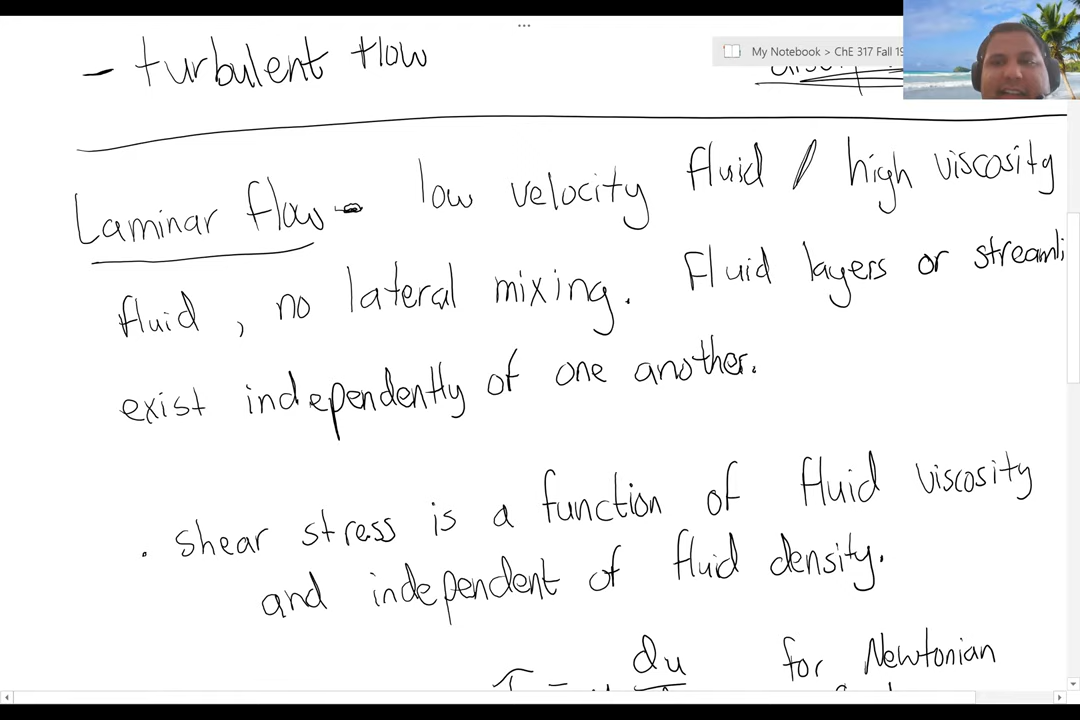 - turbulent flow
My Notebook > ChE 317 Fall 19
Laminar flow - low velocity fluid / high viscosity
fluid, no lateral mixing. Fluid layers or streamli
exist independently of one another.
. shear stress is a function of fluid viscosity
and independent of fluid density.
du
for Newtonian